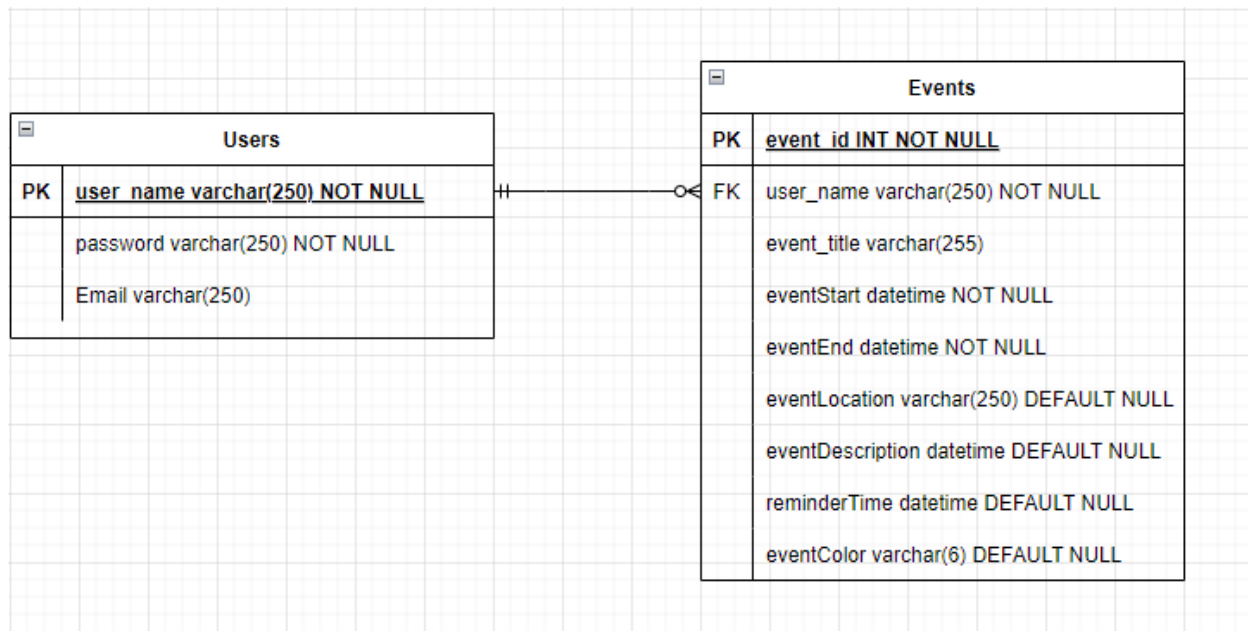 Users
PK user_name varchar(250) NOT NULL
password varchar(250) NOT NULL
Email varchar(250)
Events
PK event_id INT NOT NULL
FK user_name varchar(250) NOT NULL
event_title varchar(255)
eventStart datetime NOT NULL
eventEnd datetime NOT NULL
eventLocation varchar(250) DEFAULT NULL
eventDescription datetime DEFAULT NULL
reminderTime datetime DEFAULT NULL
eventColor varchar(6) DEFAULT NULL